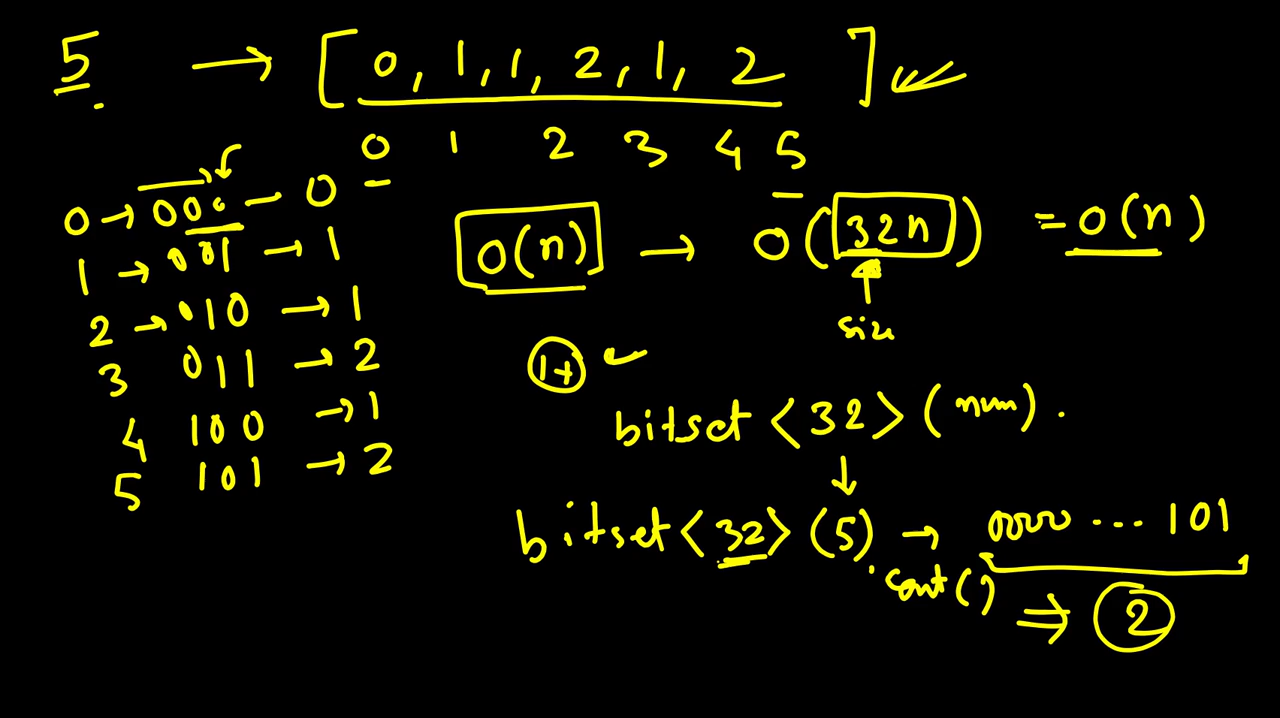 5 → [ 0, 1, 1, 2, 1, 2 ]
0 1 2 3 4 5
0 → 000 - 0
1 → 001 → 1
2 → 010 → 1
3 011 → 2
4 100 → 1
5 101 → 2
O(n) → O(32n) = O(n)
size
1+
bitset <32> (num).
bitset <32> (5) → 0000 ... 101
.count()
⇒ 2